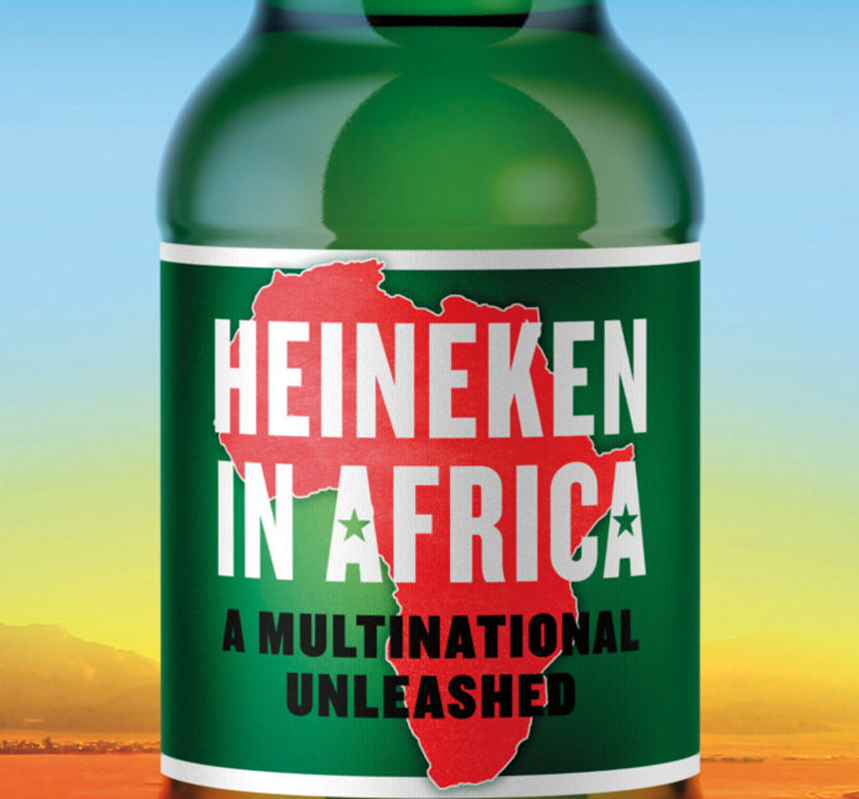 HEINEKEN
IN AFRICA
A MULTINATIONAL
UNLEASHED